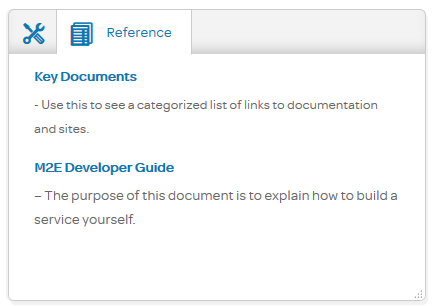 Reference
Key Documents
- Use this to see a categorized list of links to documentation
and sites.
M2E Developer Guide
– The purpose of this document is to explain how to build a
service yourself.